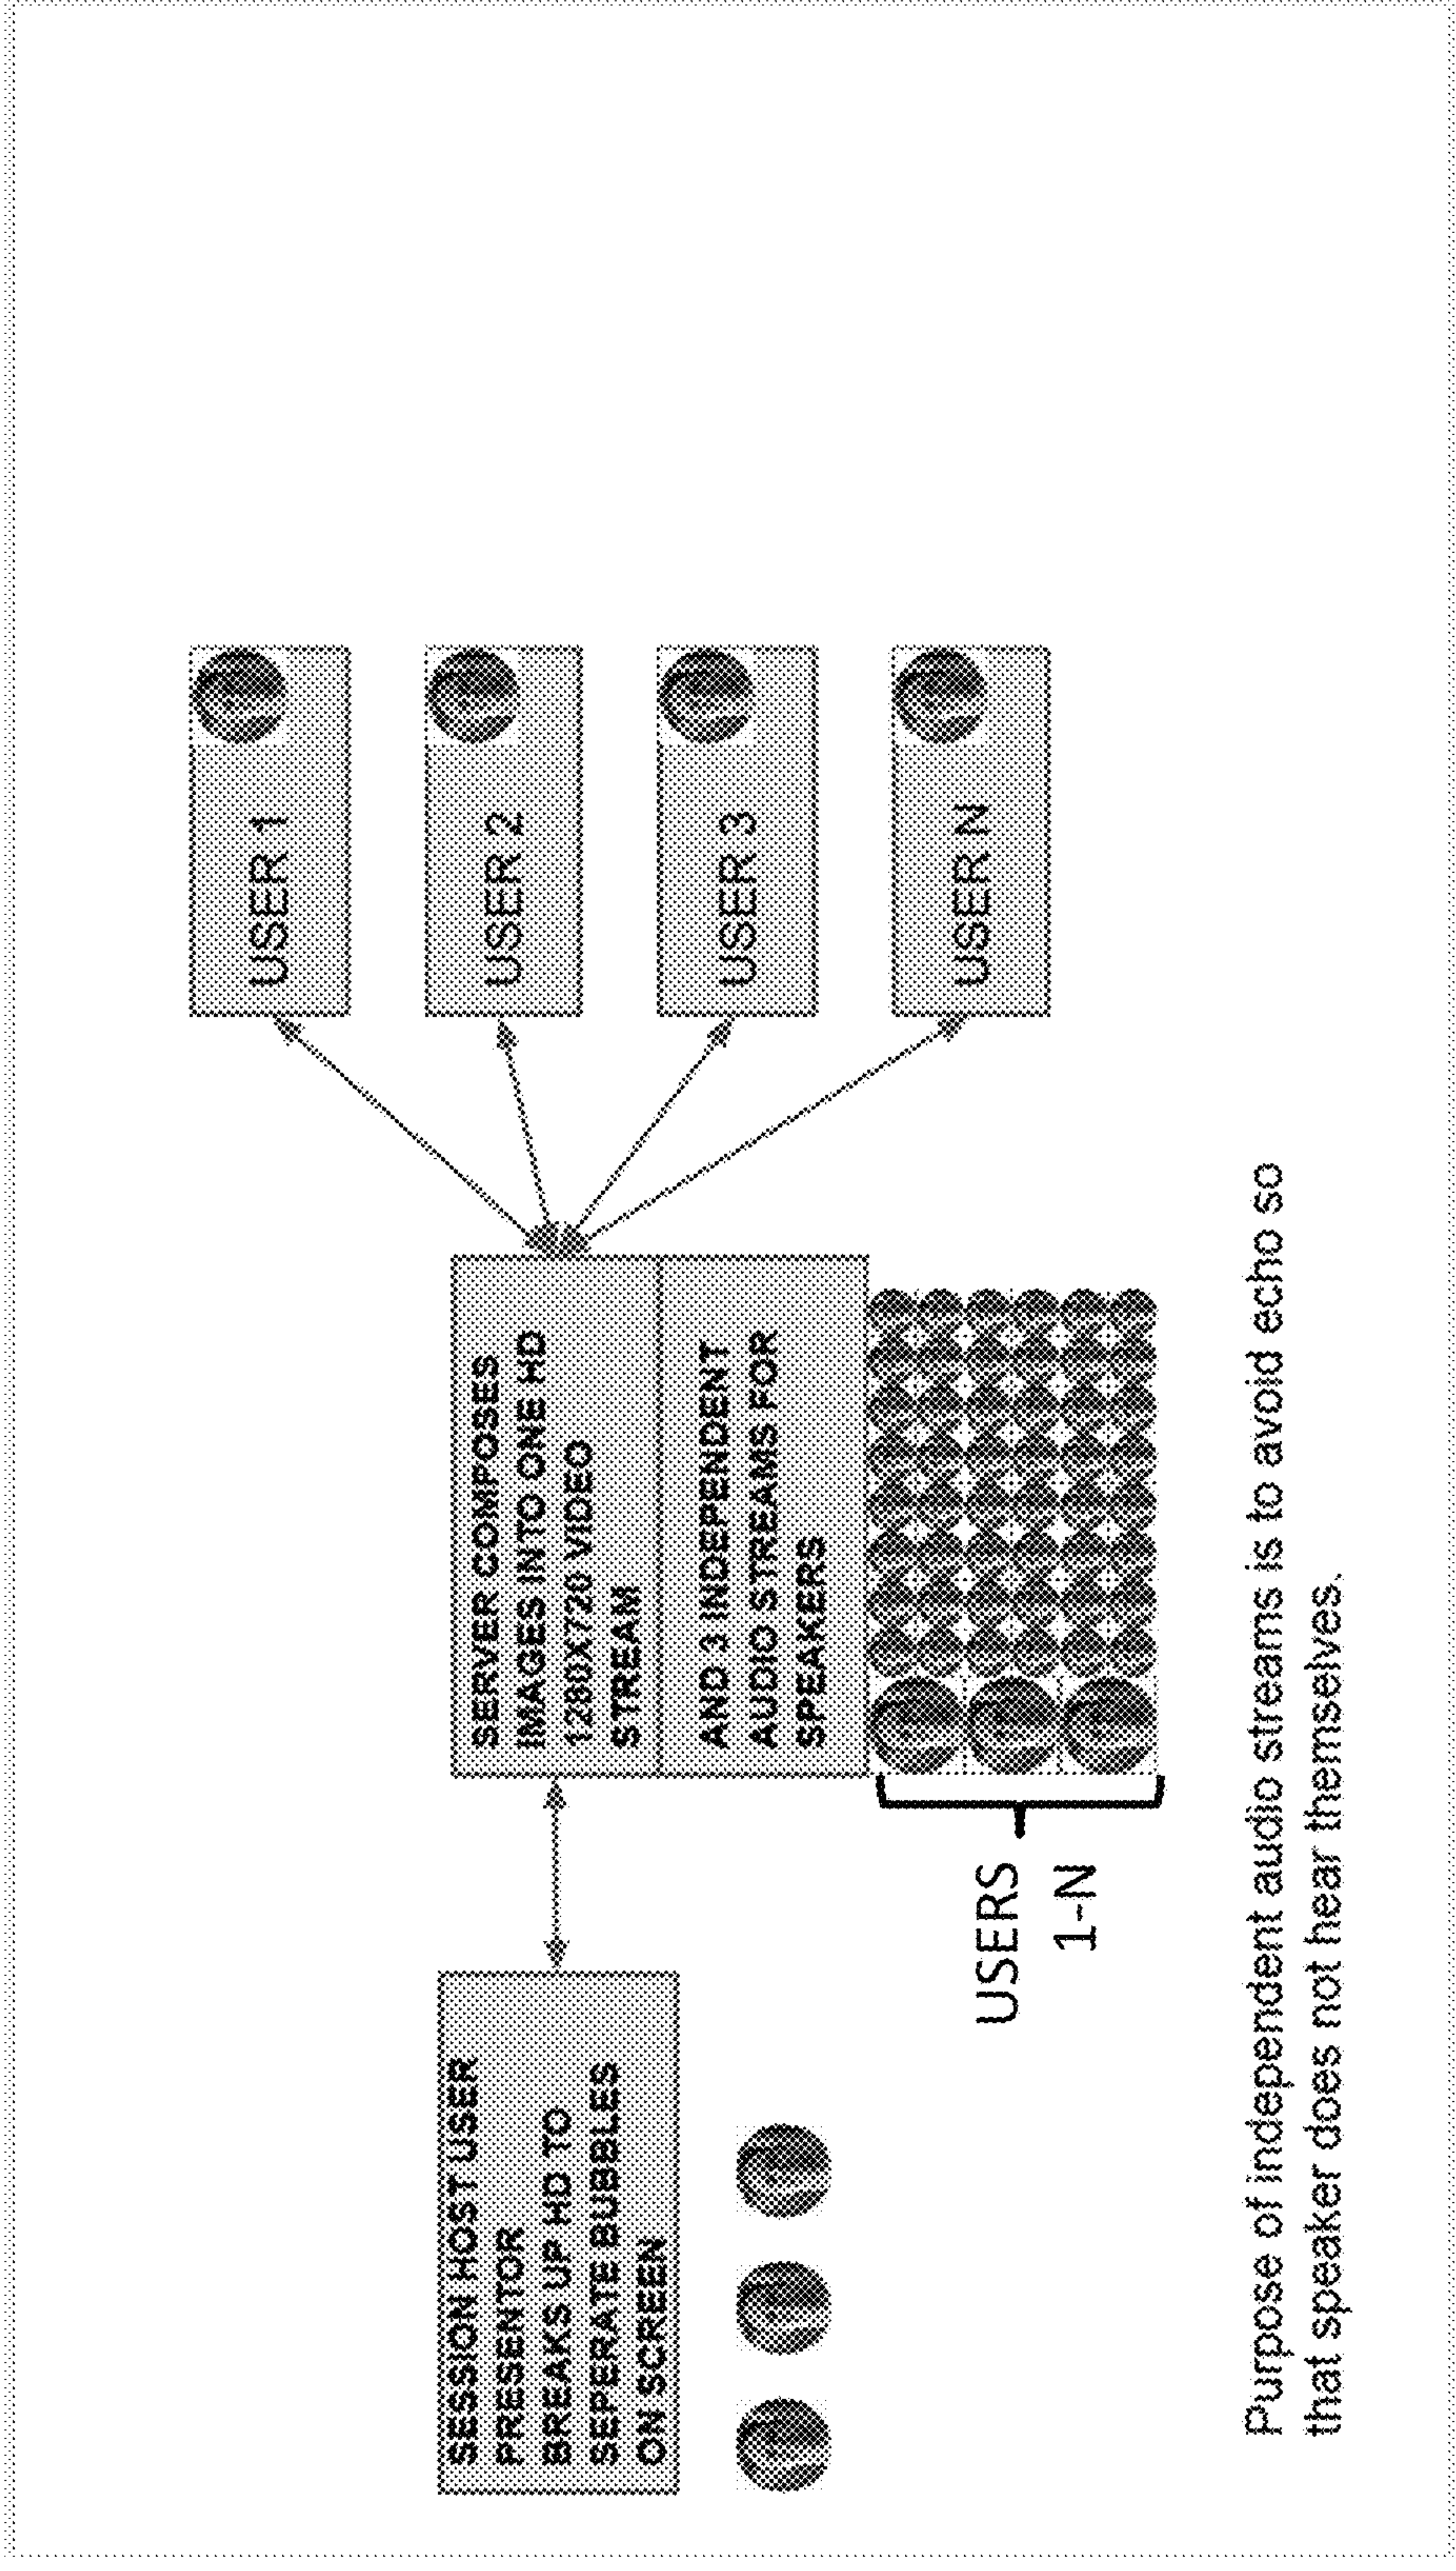 SESSION HOST USER
PRESENTOR
BREAKS UP HD TO
SEPERATE BUBBLES
ON SCREEN
SERVER COMPOSES
IMAGES INTO ONE HD
1280X720 VIDEO
STREAM
AND 3 INDEPENDENT
AUDIO STREAMS FOR
SPEAKERS
USERS
1-N
USER 1
USER 2
USER 3
USER N
Purpose of independent audio streams is to avoid echo so
that speaker does not hear themselves.